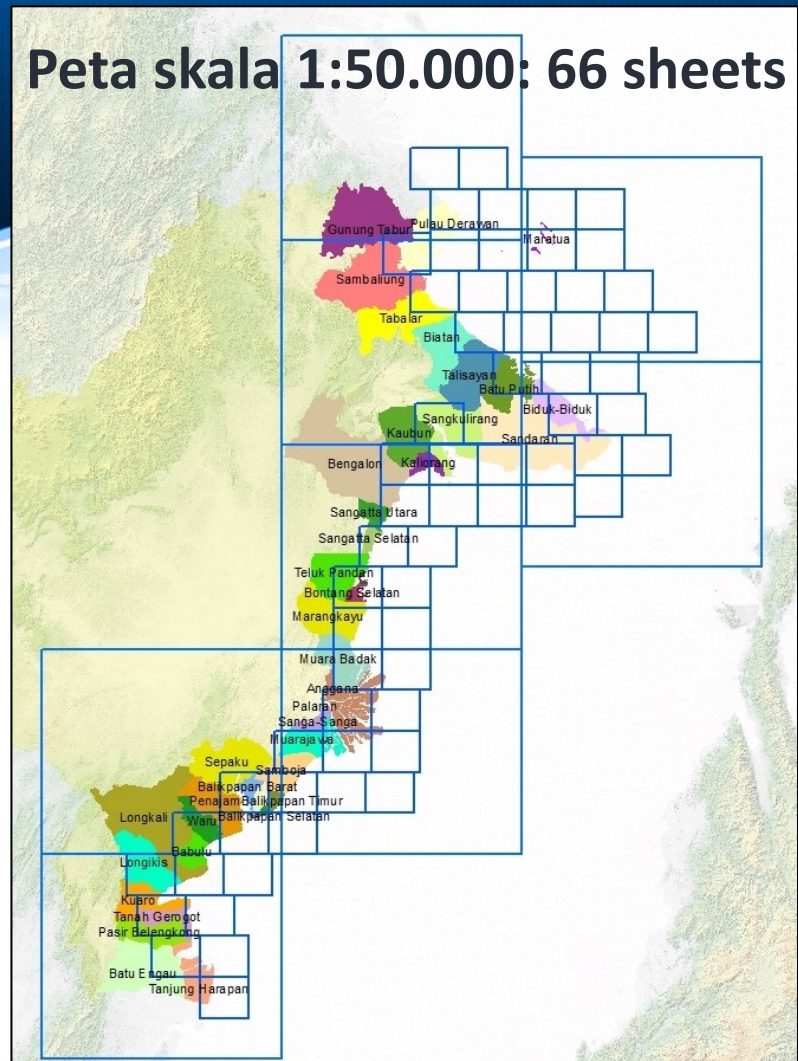 Peta skala 1:50.000: 66 sheets
Gunung Tabur
Pulau Derawan
Maratua
Sambaliung
Tabalar
Biatan
Talisayan
Batu Putih
Biduk-Biduk
Sangkulirang
Kaubun
Sandaran
Bengalon
Kaliorang
Sangatta Utara
Sangatta Selatan
Teluk Pandan
Bontang Selatan
Marangkayu
Muara Badak
Anggana
Palaran
Sanga-Sanga
Muarajawa
Sepaku
Samboja
Balikpapan Barat
Penajam
Balikpapan Timur
Longkali
Waru
Balikpapan Selatan
Babulu
Longikis
Kuaro
Tanah Gerogot
Pasir Belengkong
Batu Engau
Tanjung Harapan